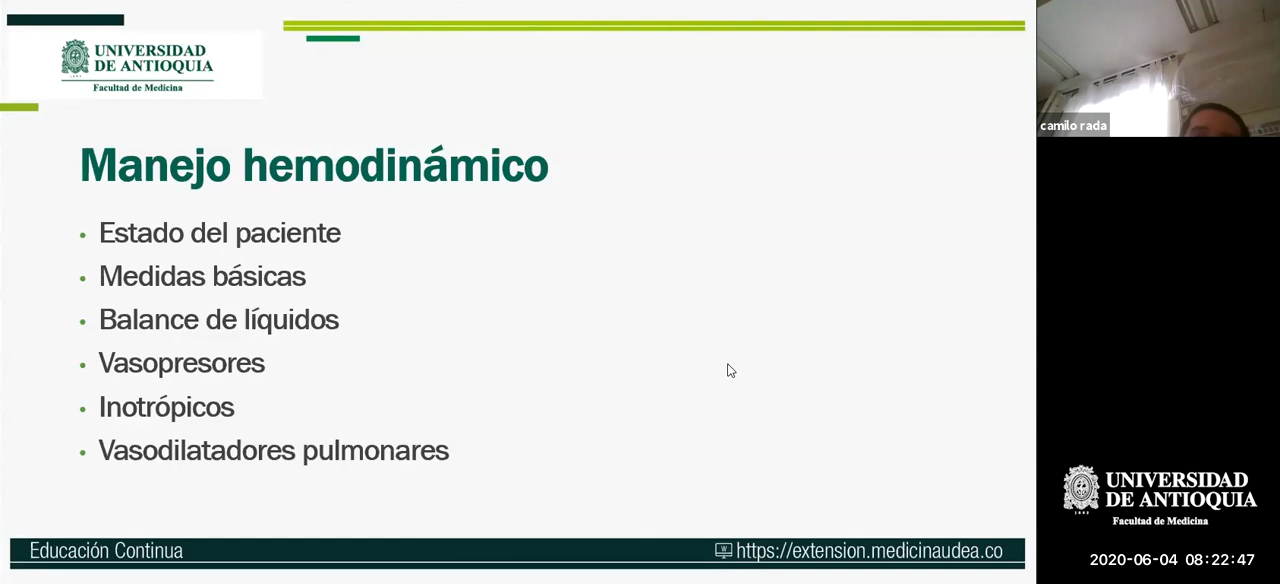 UNIVERSIDAD
DE ANTIOQUIA
1803
Facultad de Medicina
Manejo hemodinámico
• Estado del paciente
• Medidas básicas
• Balance de líquidos
• Vasopresores
• Inotrópicos
• Vasodilatadores pulmonares
Educación Continua
https://extension.medicinaudea.co
camilo rada
UNIVERSIDAD
DE ANTIOQUIA
1803
Facultad de Medicina
2020-06-04 08:22:47